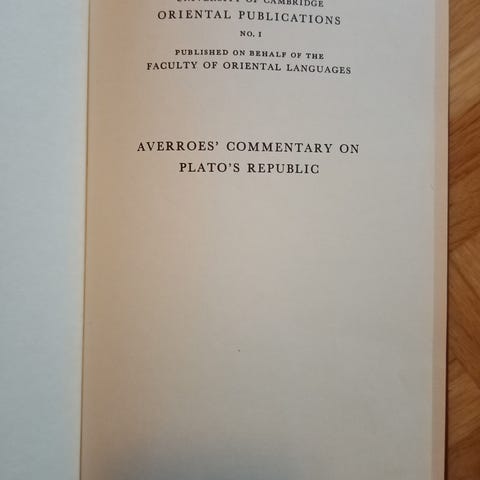 UNIVERSITY OF CAMBRIDGE
ORIENTAL PUBLICATIONS
NO. I
PUBLISHED ON BEHALF OF THE
FACULTY OF ORIENTAL LANGUAGES
AVERROES' COMMENTARY ON
PLATO'S REPUBLIC